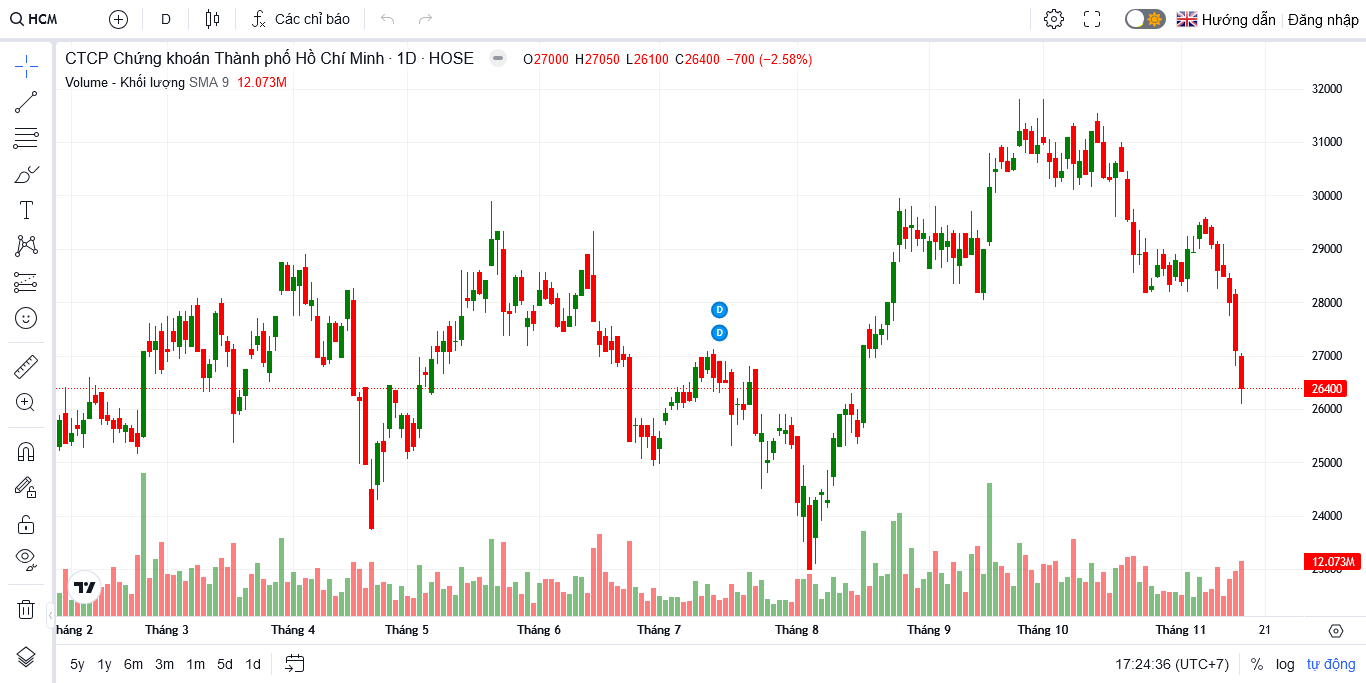 HCM
D
Các chỉ báo
Hướng dẫn
Đăng nhập
CTCP Chứng khoán Thành phố Hồ Chí Minh · 1D · HOSE
O27000 H27050 L26100 C26400 −700 (−2.58%)
Volume - Khối lượng SMA 9 12.073M
32000
31000
30000
29000
28000
D
D
27000
26400
26000
25000
24000
12.073M
háng 2
Tháng 3
Tháng 4
Tháng 5
Tháng 6
Tháng 7
Tháng 8
Tháng 9
Tháng 10
Tháng 11
21
5y 1y 6m 3m 1m 5d 1d
17:24:36 (UTC+7)
% log tự động